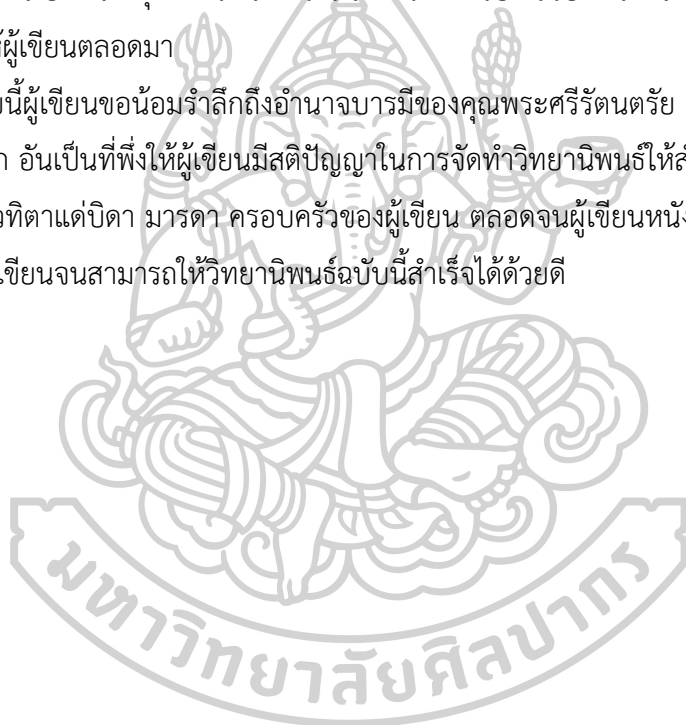 ผู้เขียนตลอดมา
นี้ผู้เขียนขอน้อมรำลึกถึงอำนาจบารมีของคุณพระศรีรัตนตรัย
อันเป็นที่พึ่งให้ผู้เขียนมีสติปัญญาในการจัดทำวิทยานิพนธ์ให้
ทิตาแด่บิดา มารดา ครอบครัวของผู้เขียน ตลอดจนผู้เขียน
เขียนจนสามารถให้วิทยานิพนธ์ฉบับนี้สำเร็จได้ด้วยดี
มหาวิทยาลัยศิลปากร